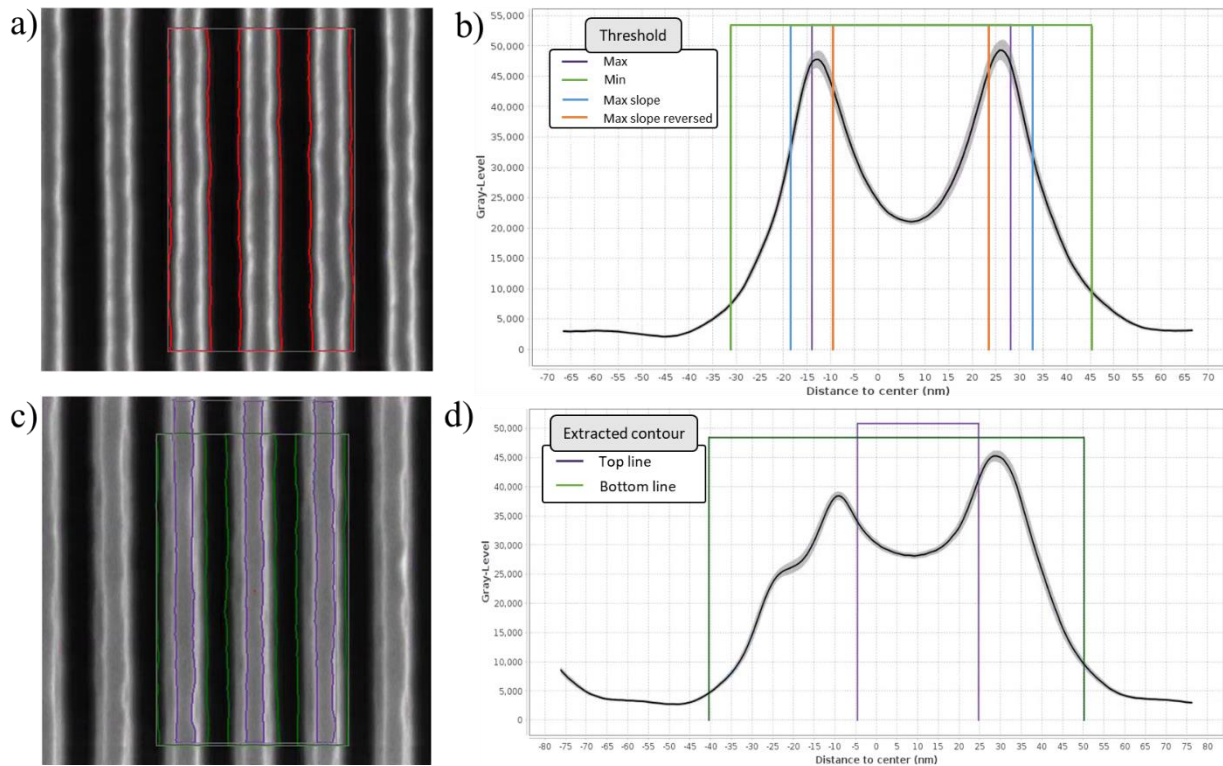 a)
b)
55,000
50,000
45,000
40,000
35,000
30,000
25,000
20,000
15,000
10,000
5,000
0
Gray-Level
Threshold
Max
Min
Max slope
Max slope reversed
-70 -65 -60 -55 -50 -45 -40 -35 -30 -25 -20 -15 -10 -5 0 5 10 15 20 25 30 35 40 45 50 55 60 65 70
Distance to center (nm)
c)
d)
50,000
45,000
40,000
35,000
30,000
25,000
20,000
15,000
10,000
5,000
0
Gray-Level
Extracted contour
Top line
Bottom line
-80 -75 -70 -65 -60 -55 -50 -45 -40 -35 -30 -25 -20 -15 -10 -5 0 5 10 15 20 25 30 35 40 45 50 55 60 65 70 75 80
Distance to center (nm)